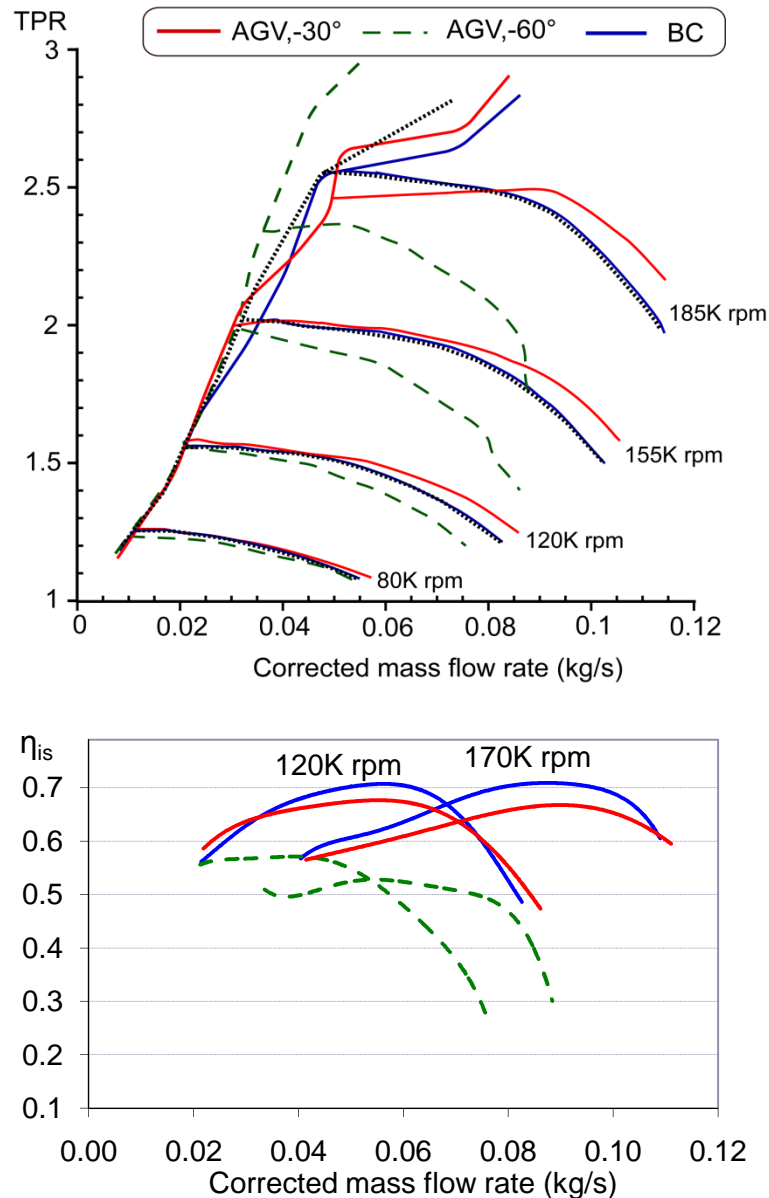 TPR
AGV,-30° AGV,-60° BC
3
2.5
2
1.5
1
185K rpm
155K rpm
120K rpm
80K rpm
0 0.02 0.04 0.06 0.08 0.1 0.12
Corrected mass flow rate (kg/s)
ηis
120K rpm 170K rpm
0.7
0.6
0.5
0.4
0.3
0.2
0.1
0.00 0.02 0.04 0.06 0.08 0.10 0.12
Corrected mass flow rate (kg/s)